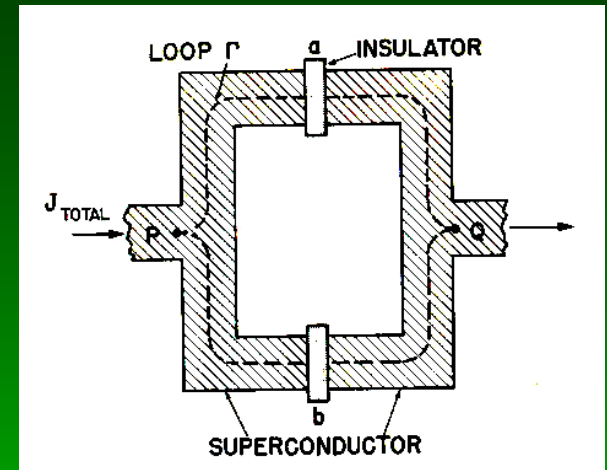 LOOP Γ
a
INSULATOR
J TOTAL
P
Q
b
SUPERCONDUCTOR